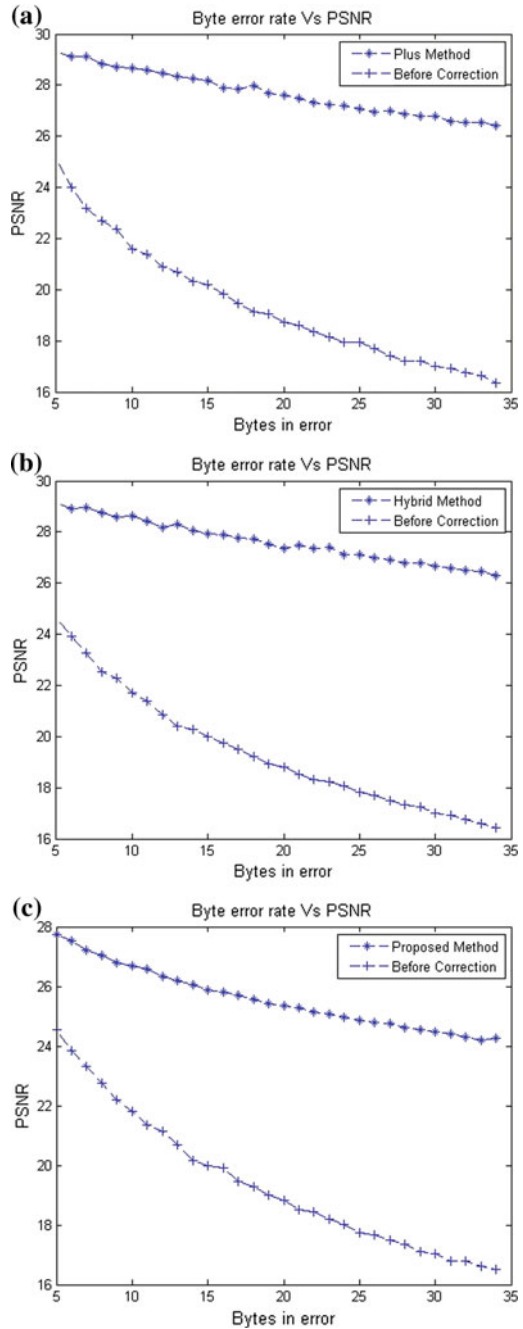 (a)
Byte error rate Vs PSNR
30
28
26
24
22
20
18
16
PSNR
Plus Method
Before Correction
5 10 15 20 25 30 35
Bytes in error
(b)
Byte error rate Vs PSNR
30
28
26
24
22
20
18
16
PSNR
Hybrid Method
Before Correction
5 10 15 20 25 30 35
Bytes in error
(c)
Byte error rate Vs PSNR
28
26
24
22
20
18
16
PSNR
Proposed Method
Before Correction
5 10 15 20 25 30 35
Bytes in error